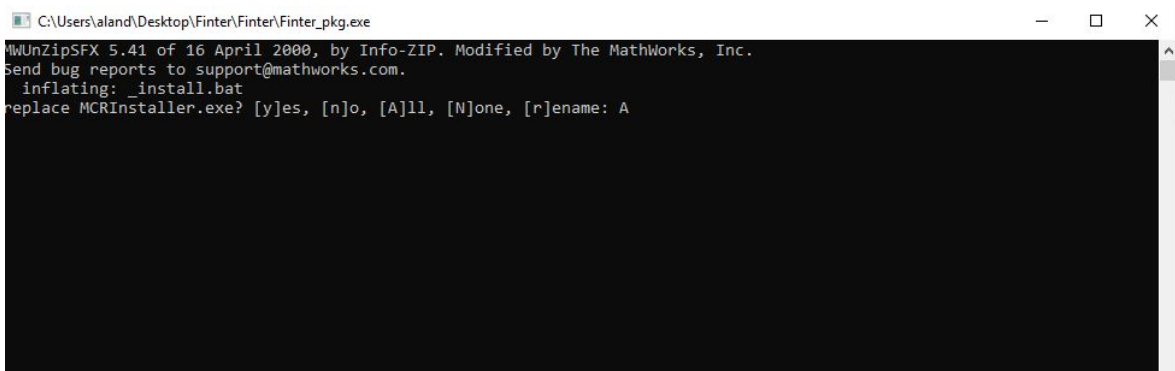 C:\Users\aland\Desktop\Finter\Finter\Finter_pkg.exe
MWUnZipSFX 5.41 of 16 April 2000, by Info-ZIP. Modified by The MathWorks, Inc.
Send bug reports to support@mathworks.com.
inflating: _install.bat
replace MCRInstaller.exe? [y]es, [n]o, [A]ll, [N]one, [r]ename: A